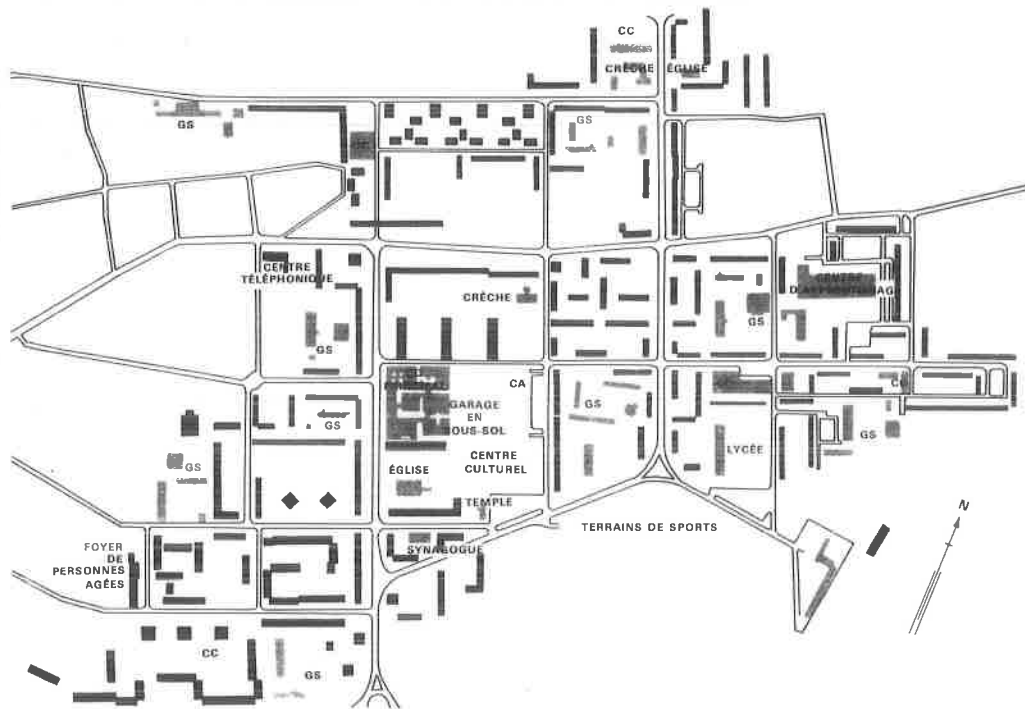 CC
CRÈCHE ÉGLISE
GS
GS
CENTRE
TÉLÉPHONIQUE
CRÈCHE
CENTRE
GS
GS
CA
GARAGE
EN
SOUS-SOL
GS
GS
CENTRE
CULTUREL
ÉGLISE
LYCÉE
GS
GS
TEMPLE
TERRAINS DE SPORTS
N
SYNAGOGUE
FOYER
DE
PERSONNES
AGÉES
CC
GS